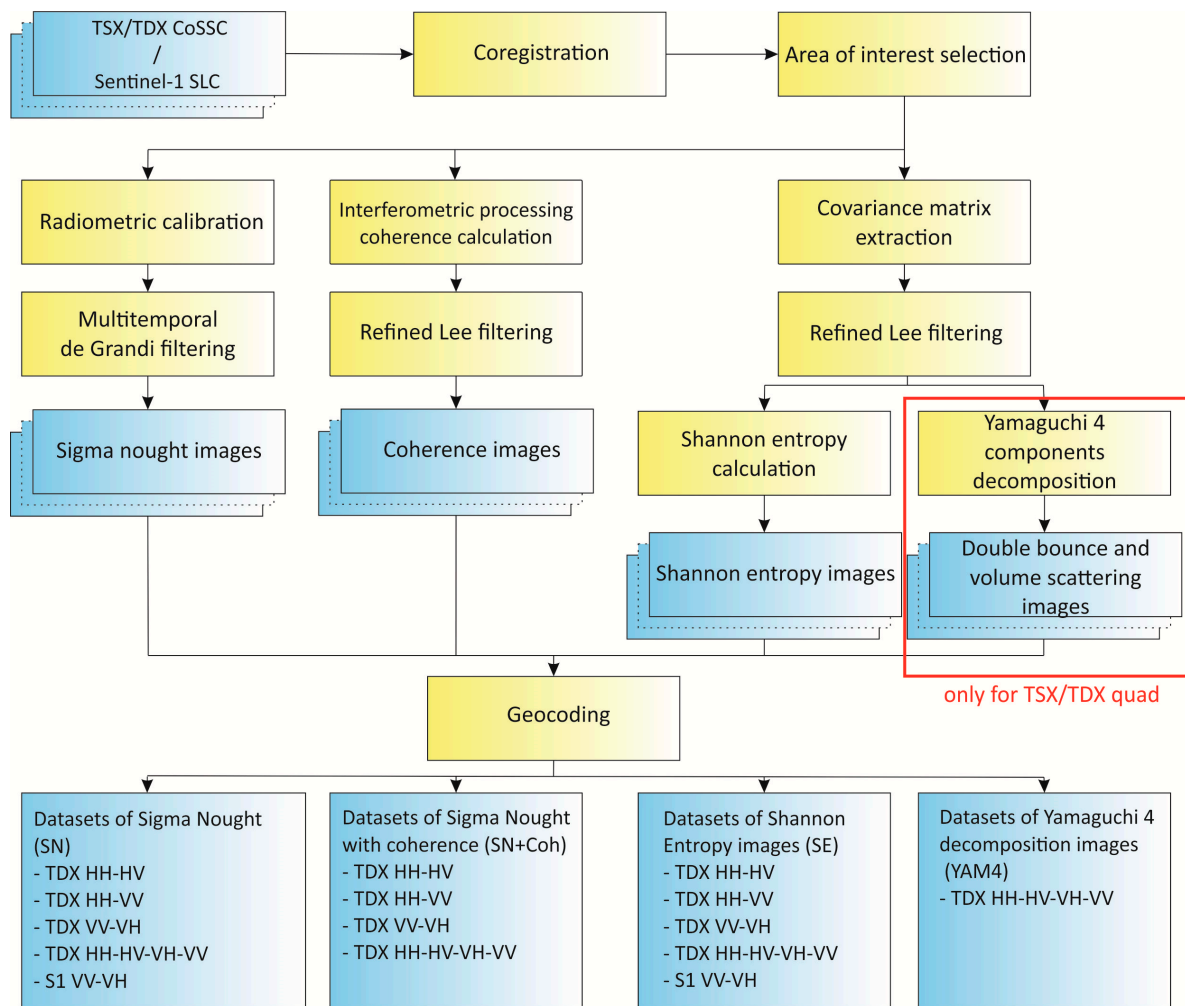 TSX/TDX CoSSC
/
Sentinel-1 SLC
Coregistration
Area of interest selection
Radiometric calibration
Interferometric processing
coherence calculation
Covariance matrix
extraction
Multitemporal
de Grandi filtering
Refined Lee filtering
Refined Lee filtering
Sigma nought images
Coherence images
Shannon entropy
calculation
Yamaguchi 4
components
decomposition
Shannon entropy images
Double bounce and
volume scattering
images
only for TSX/TDX quad
Geocoding
Datasets of Sigma Nought
(SN)
- TDX HH-HV
- TDX HH-VV
- TDX VV-VH
- TDX HH-HV-VH-VV
- S1 VV-VH
Datasets of Sigma Nought
with coherence (SN+Coh)
- TDX HH-HV
- TDX HH-VV
- TDX VV-VH
- TDX HH-HV-VH-VV
Datasets of Shannon
Entropy images (SE)
- TDX HH-HV
- TDX HH-VV
- TDX VV-VH
- TDX HH-HV-VH-VV
- S1 VV-VH
Datasets of Yamaguchi 4
decomposition images
(YAM4)
- TDX HH-HV-VH-VV